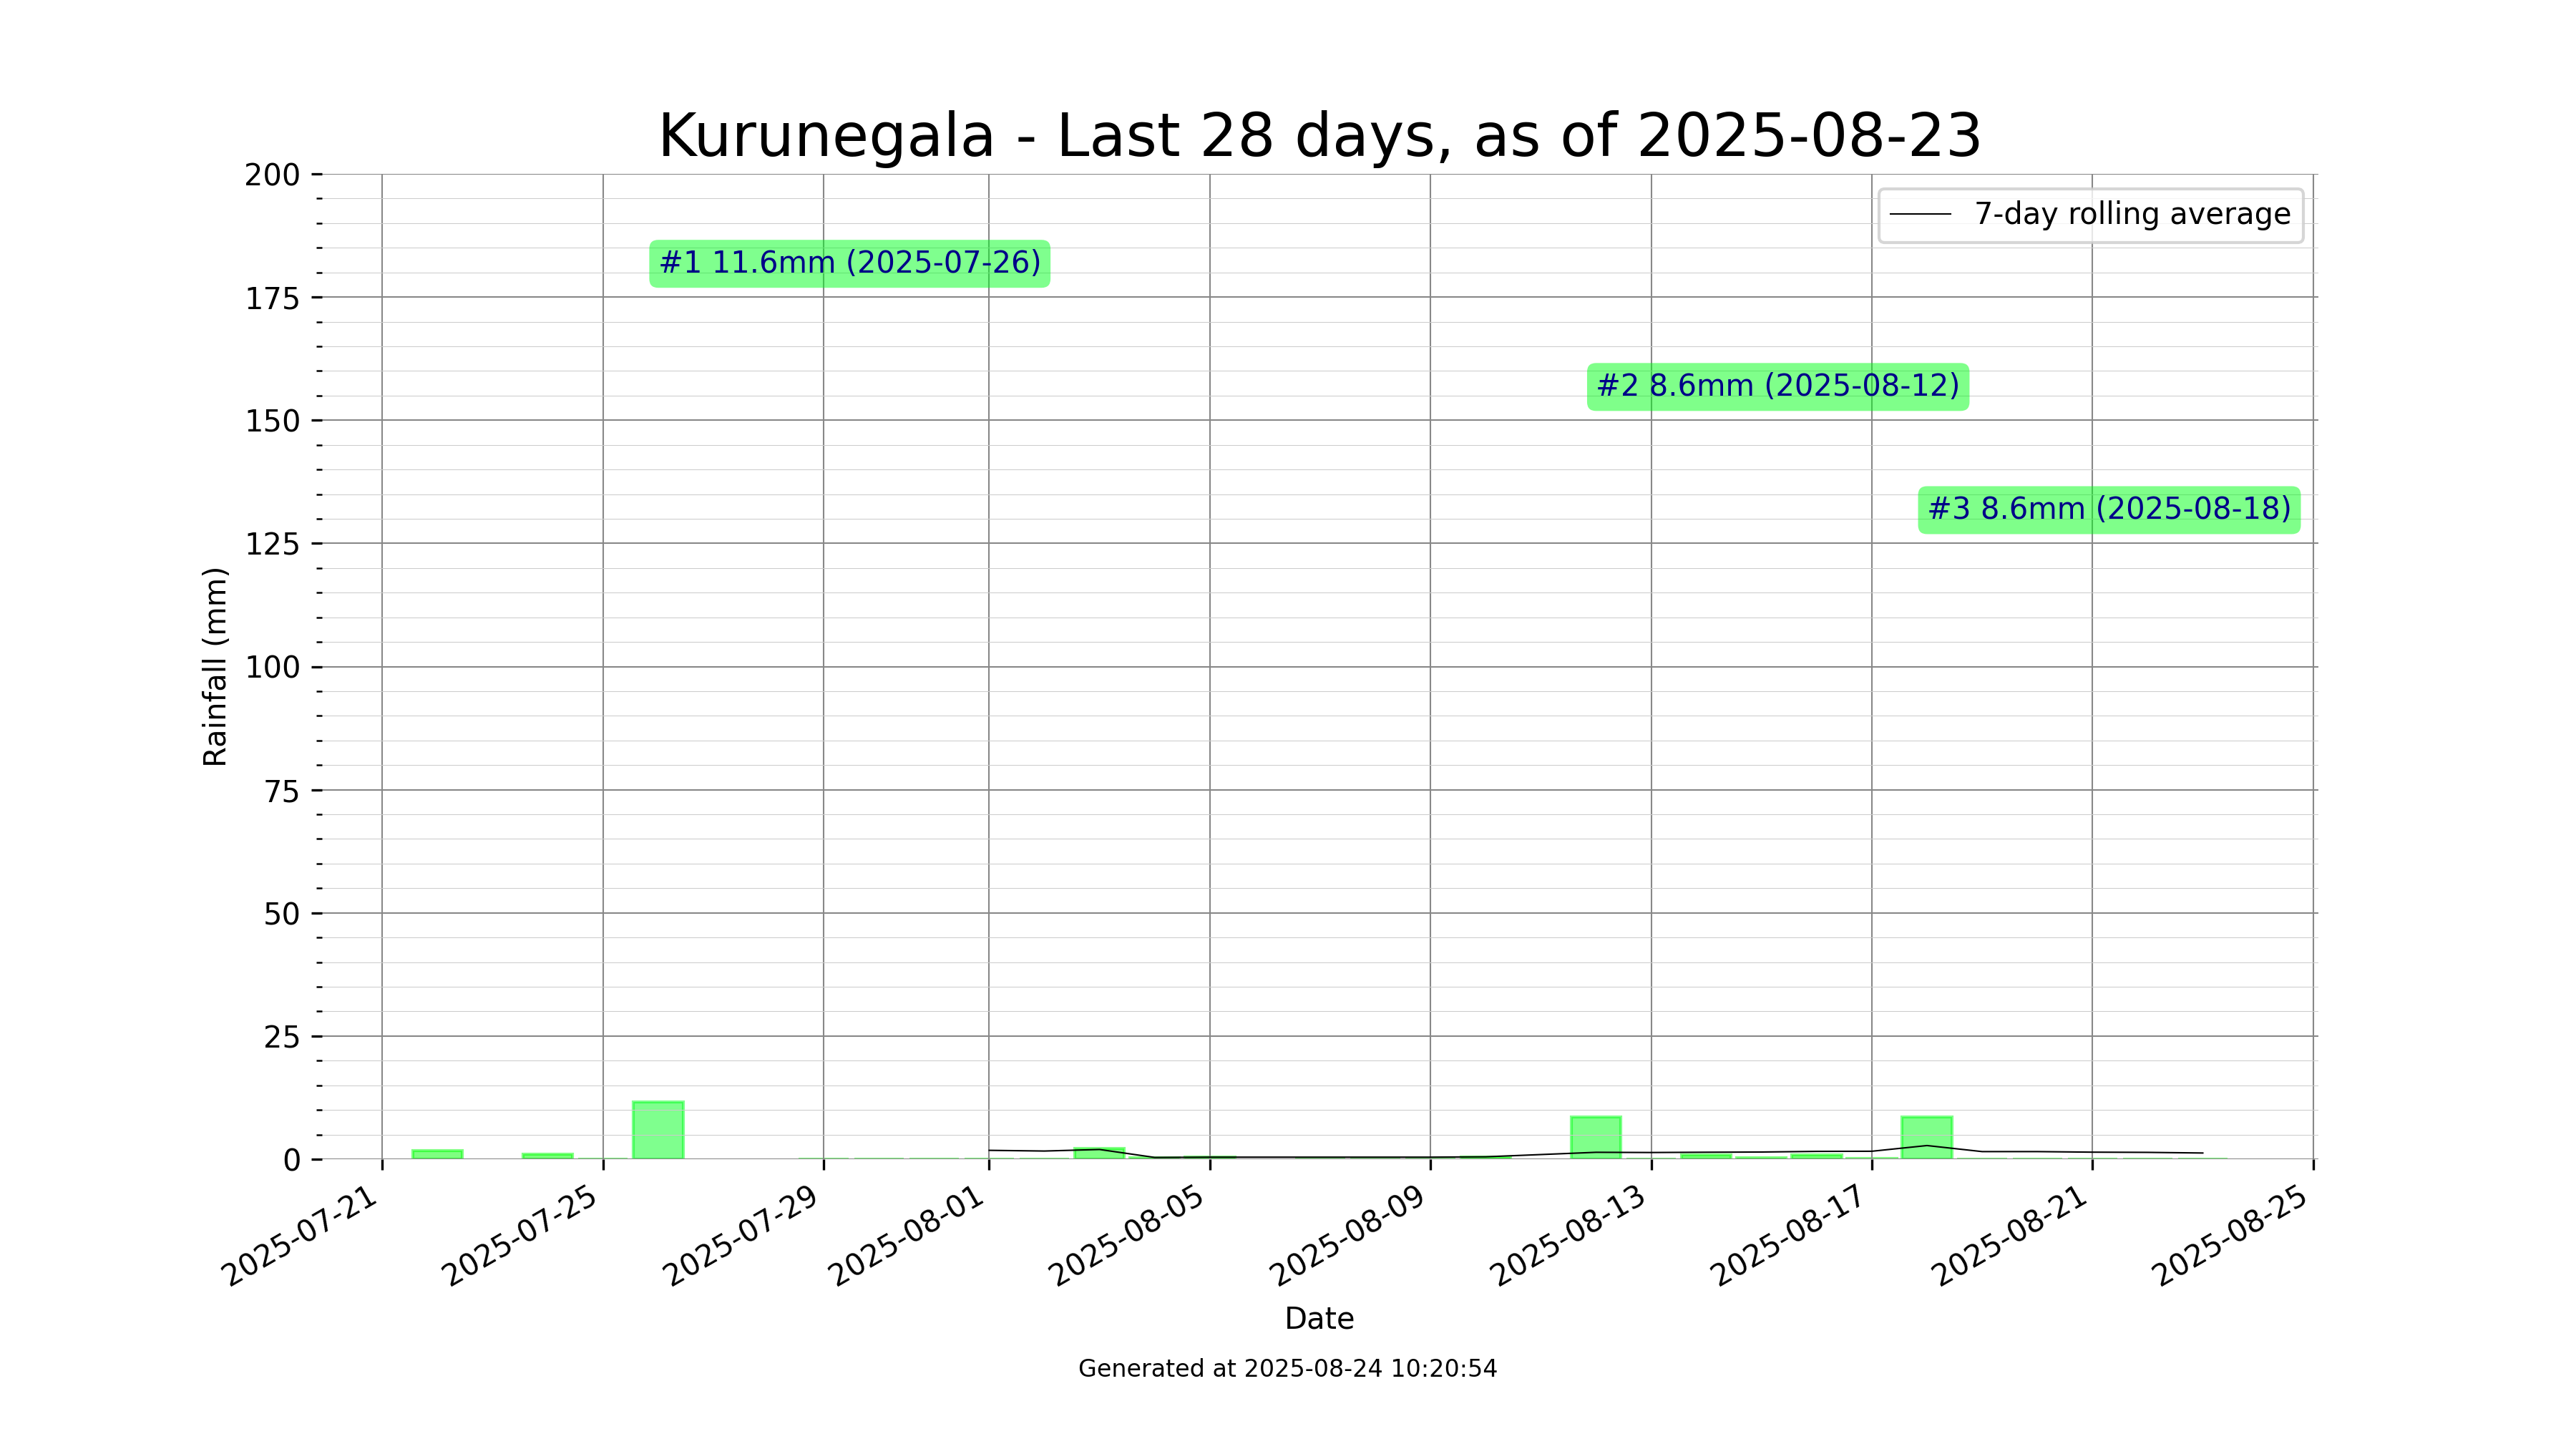 Kurunegala - Last 28 days, as of 2025-08-23
7-day rolling average
#1 11.6mm (2025-07-26)
#2 8.6mm (2025-08-12)
#3 8.6mm (2025-08-18)
Rainfall (mm)
200
175
150
125
100
75
50
25
0
2025-07-21
2025-07-25
2025-07-29
2025-08-01
2025-08-05
2025-08-09
2025-08-13
2025-08-17
2025-08-21
2025-08-25
Date
Generated at 2025-08-24 10:20:54